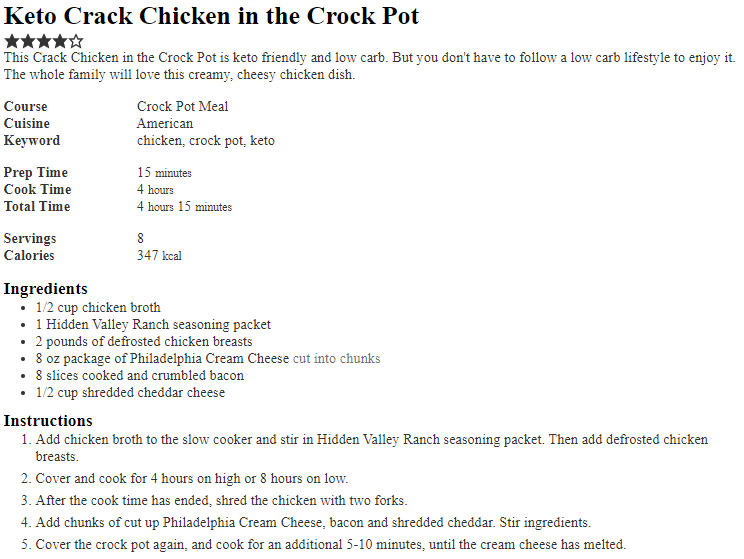 Keto Crack Chicken in the Crock Pot
This Crack Chicken in the Crock Pot is keto friendly and low carb. But you don't have to follow a low carb lifestyle to enjoy it.
The whole family will love this creamy, cheesy chicken dish.
Course Crock Pot Meal
Cuisine American
Keyword chicken, crock pot, keto
Prep Time 15 minutes
Cook Time 4 hours
Total Time 4 hours 15 minutes
Servings 8
Calories 347 kcal
Ingredients
• 1/2 cup chicken broth
• 1 Hidden Valley Ranch seasoning packet
• 2 pounds of defrosted chicken breasts
• 8 oz package of Philadelphia Cream Cheese cut into chunks
• 8 slices cooked and crumbled bacon
• 1/2 cup shredded cheddar cheese
Instructions
1. Add chicken broth to the slow cooker and stir in Hidden Valley Ranch seasoning packet. Then add defrosted chicken
breasts.
2. Cover and cook for 4 hours on high or 8 hours on low.
3. After the cook time has ended, shred the chicken with two forks.
4. Add chunks of cut up Philadelphia Cream Cheese, bacon and shredded cheddar. Stir ingredients.
5. Cover the crock pot again, and cook for an additional 5-10 minutes, until the cream cheese has melted.